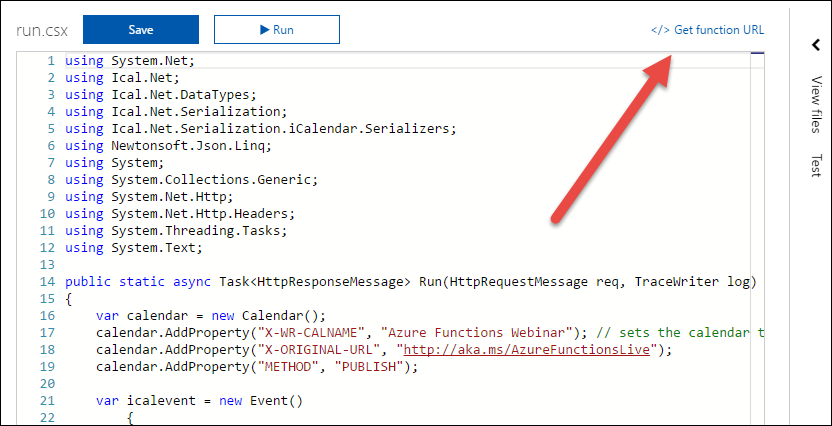 run.csx Save Run </> Get function URL
1 using System.Net;
2 using Ical.Net;
3 using Ical.Net.DataTypes;
4 using Ical.Net.Serialization;
5 using Ical.Net.Serialization.iCalendar.Serializers;
6 using Newtonsoft.Json.Linq;
7 using System;
8 using System.Collections.Generic;
9 using System.Net.Http;
10 using System.Net.Http.Headers;
11 using System.Threading.Tasks;
12 using System.Text;
13
14 public static async Task<HttpResponseMessage> Run(HttpRequestMessage req, TraceWriter log)
15 {
16 var calendar = new Calendar();
17 calendar.AddProperty("X-WR-CALNAME", "Azure Functions Webinar"); // sets the calendar t
18 calendar.AddProperty("X-ORIGINAL-URL", "http://aka.ms/AzureFunctionsLive");
19 calendar.AddProperty("METHOD", "PUBLISH");
20
21 var icalevent = new Event()
22 {
View files
Test